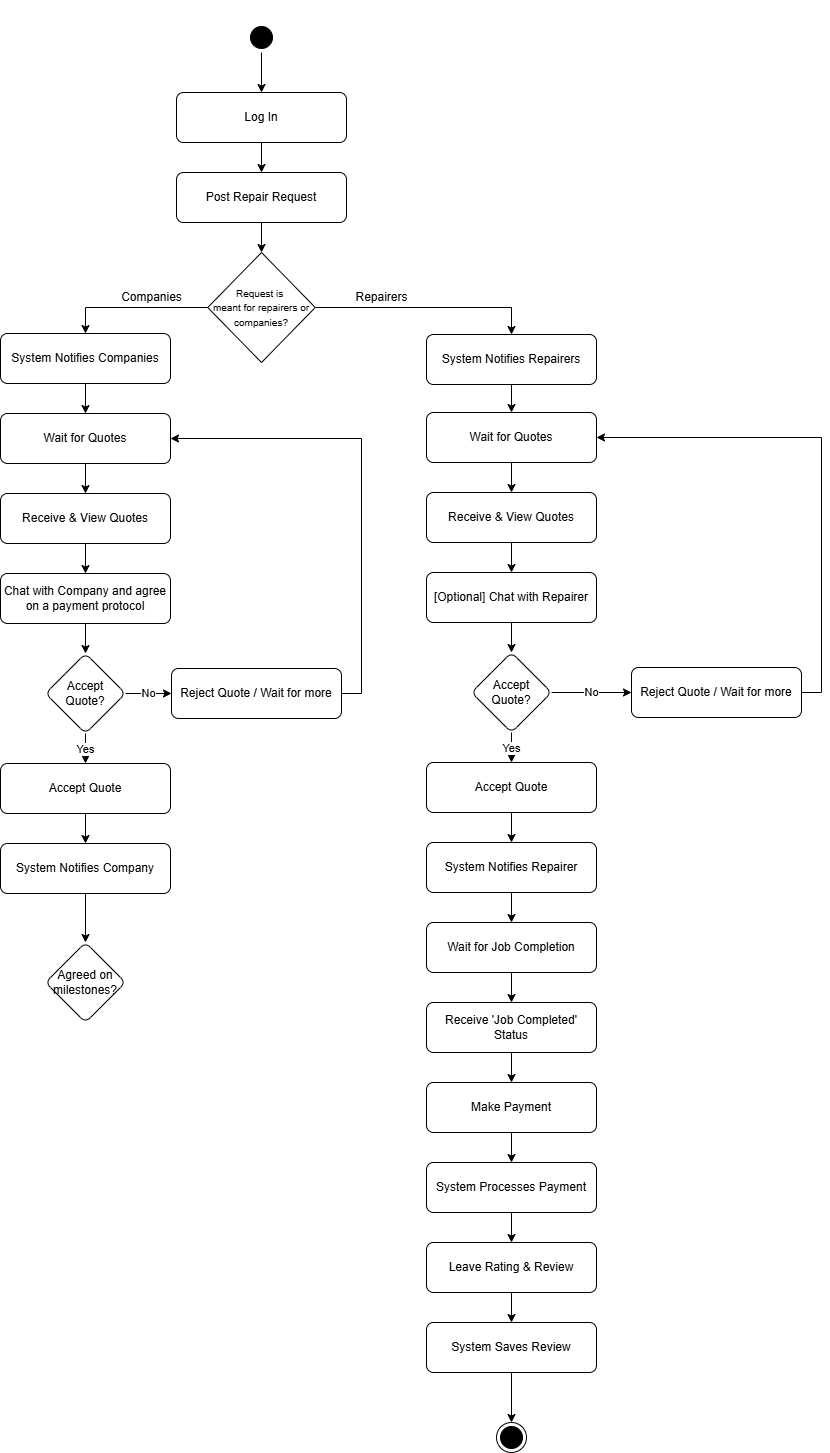 Log In
Post Repair Request
Request is
meant for repairers or
companies?
Companies
Repairers
System Notifies Companies
Wait for Quotes
Receive & View Quotes
Chat with Company and agree
on a payment protocol
Accept
Quote?
No
Reject Quote / Wait for more
Yes
Accept Quote
System Notifies Company
Agreed on
milestones?
System Notifies Repairers
Wait for Quotes
Receive & View Quotes
[Optional] Chat with Repairer
Accept
Quote?
No
Reject Quote / Wait for more
Yes
Accept Quote
System Notifies Repairer
Wait for Job Completion
Receive 'Job Completed'
Status
Make Payment
System Processes Payment
Leave Rating & Review
System Saves Review